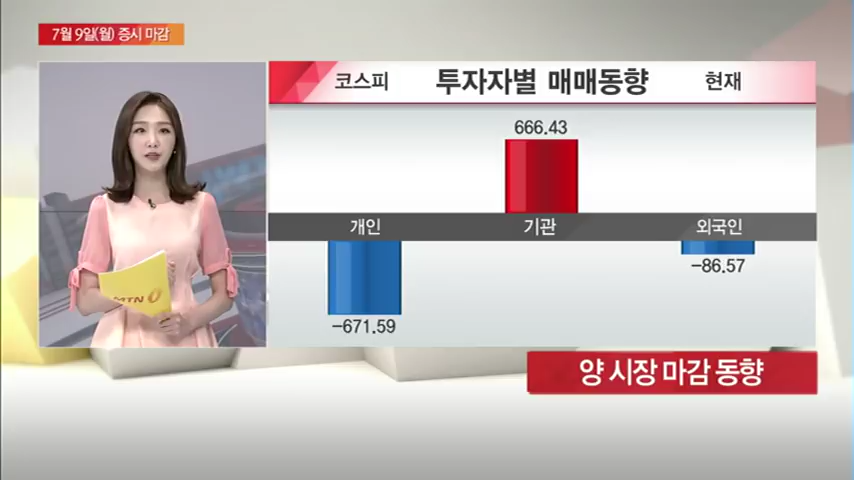 7월 9일(월) 증시 마감
코스피 투자자별 매매동향 현재
666.43
개인 기관 외국인
-86.57
-671.59
MTN
양 시장 마감 동향